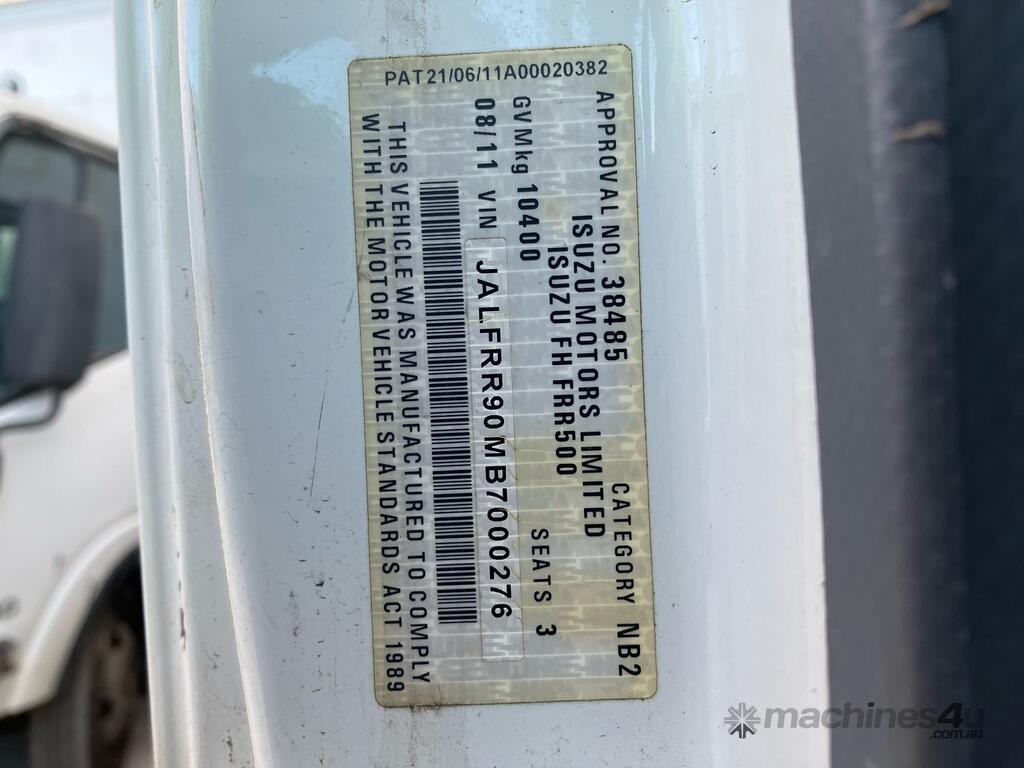 PAT21/06/11A00020382
APPROVAL NO. 38485 CATEGORY NB2
ISUZU MOTORS LIMITED
ISUZU FH FRR500
GVMkg 10400 SEATS 3
08/11 VIN JALFRR90MB7000276
THIS VEHICLE WAS MANUFACTURED TO COMPLY
WITH THE MOTOR VEHICLE STANDARDS ACT 1989
machines4u
.com.au